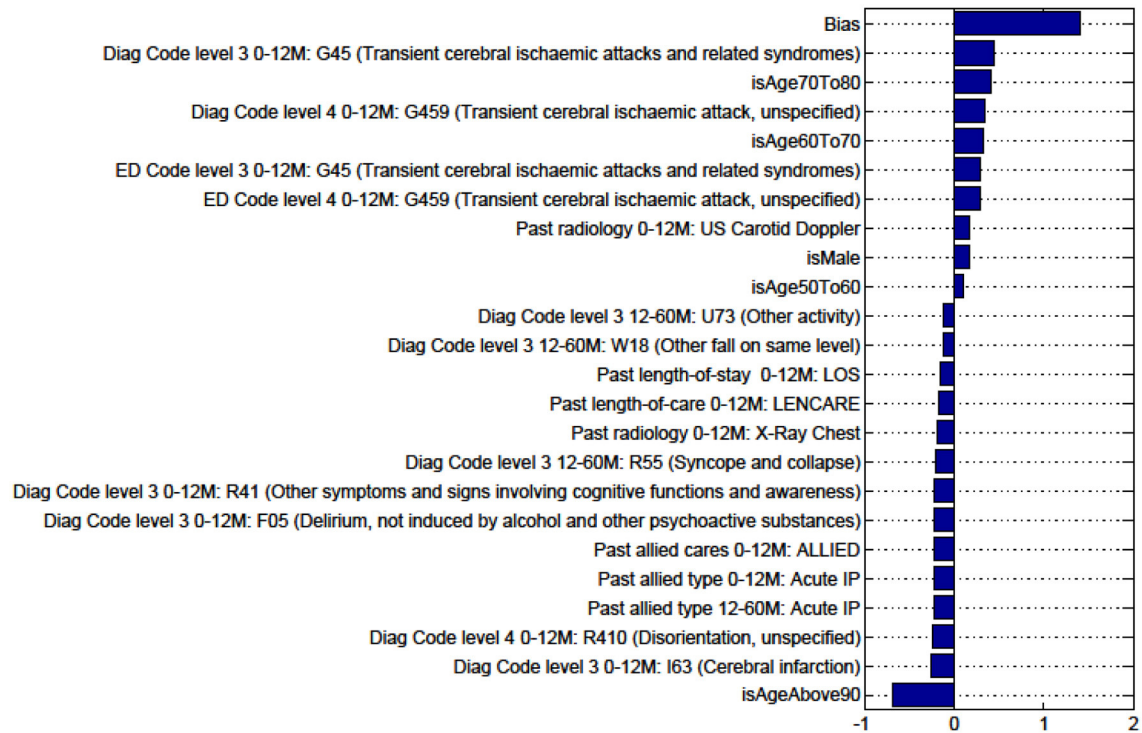 Bias
Diag Code level 3 0-12M: G45 (Transient cerebral ischaemic attacks and related syndromes)
isAge70To80
Diag Code level 4 0-12M: G459 (Transient cerebral ischaemic attack, unspecified)
isAge60To70
ED Code level 3 0-12M: G45 (Transient cerebral ischaemic attacks and related syndromes)
ED Code level 4 0-12M: G459 (Transient cerebral ischaemic attack, unspecified)
Past radiology 0-12M: US Carotid Doppler
isMale
isAge50To60
Diag Code level 3 12-60M: U73 (Other activity)
Diag Code level 3 12-60M: W18 (Other fall on same level)
Past length-of-stay 0-12M: LOS
Past length-of-care 0-12M: LENCARE
Past radiology 0-12M: X-Ray Chest
Diag Code level 3 12-60M: R55 (Syncope and collapse)
Diag Code level 3 0-12M: R41 (Other symptoms and signs involving cognitive functions and awareness)
Diag Code level 3 0-12M: F05 (Delirium, not induced by alcohol and other psychoactive substances)
Past allied cares 0-12M: ALLIED
Past allied type 0-12M: Acute IP
Past allied type 12-60M: Acute IP
Diag Code level 4 0-12M: R410 (Disorientation, unspecified)
Diag Code level 3 0-12M: I63 (Cerebral infarction)
isAgeAbove90
-1 0 1 2